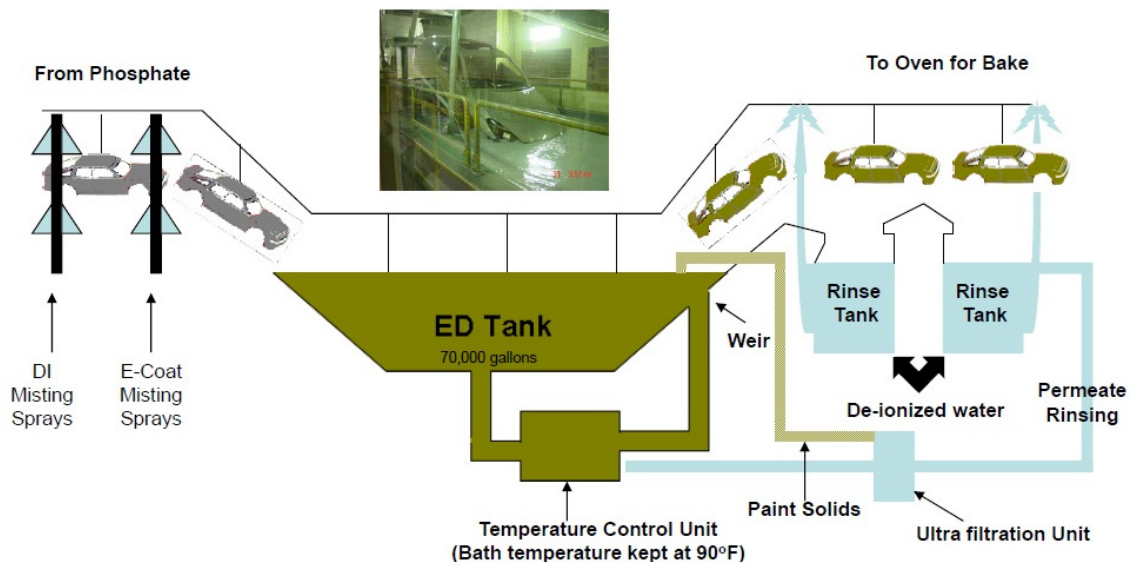 From Phosphate
To Oven for Bake
ED Tank
70,000 gallons
Weir
Rinse
Tank
Rinse
Tank
DI
Misting
Sprays
E-Coat
Misting
Sprays
De-ionized water
Permeate
Rinsing
Temperature Control Unit
(Bath temperature kept at 90°F)
Paint Solids
Ultra filtration Unit